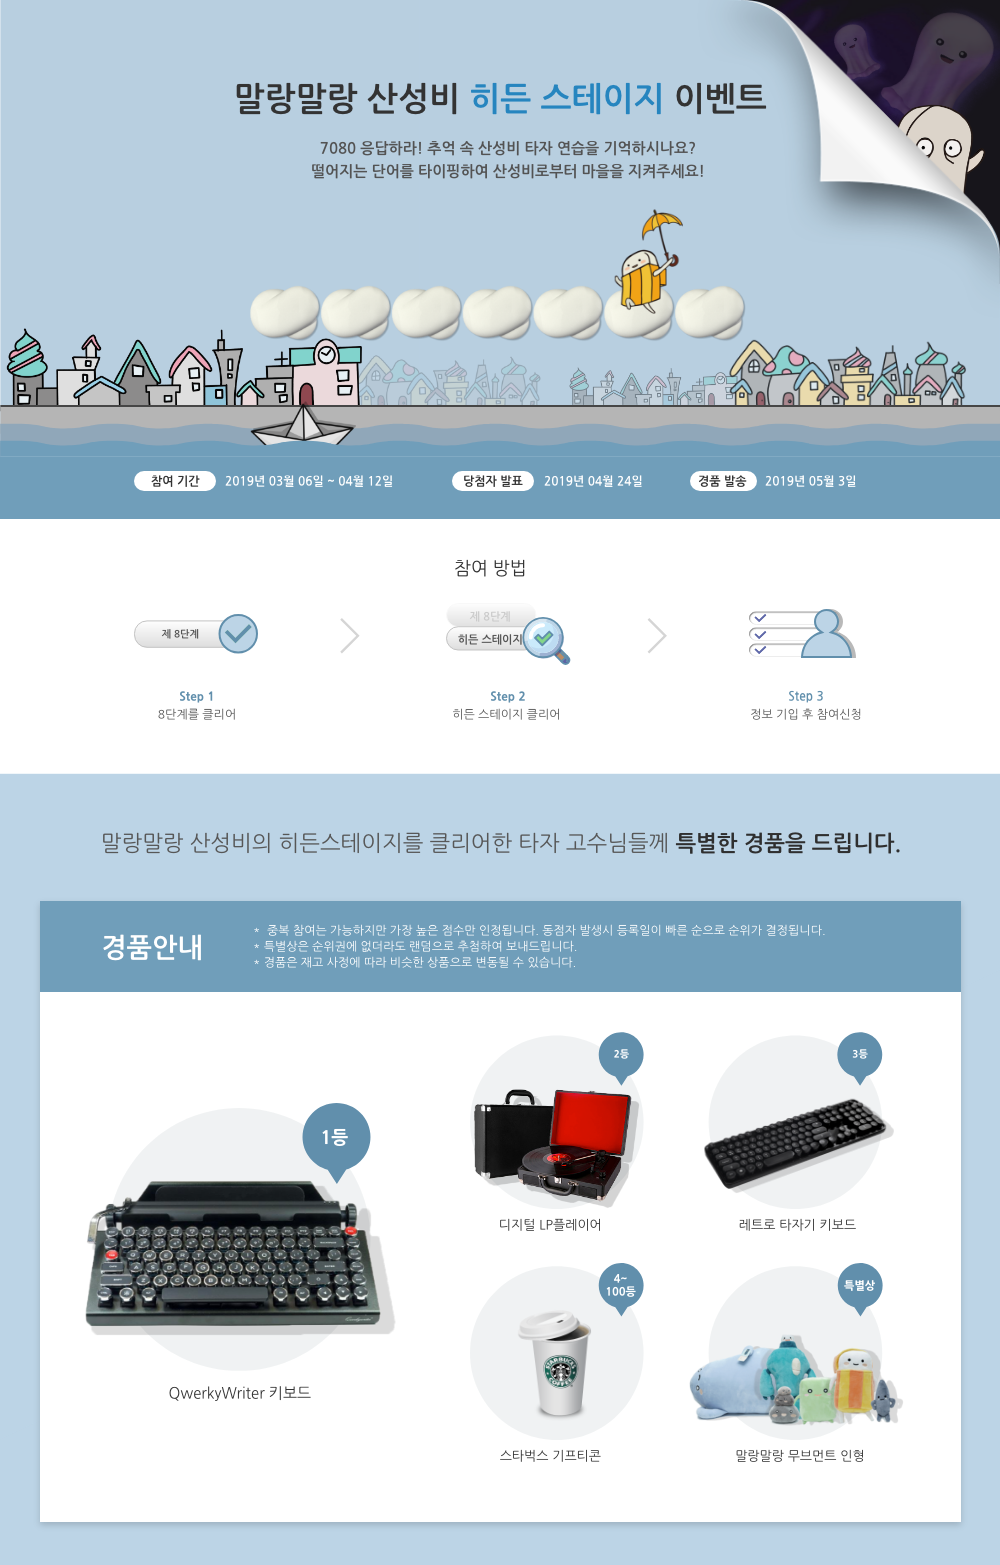 말랑말랑 산성비 히든 스테이지 이벤트
7080 응답하라! 추억 속 산성비 타자 연습을 기억하시나요?
떨어지는 단어를 타이핑하여 산성비로부터 마을을 지켜주세요!
참여 기간 2019년 03월 06일 ~ 04월 12일
당첨자 발표 2019년 04월 24일
경품 발송 2019년 05월 3일
참여 방법
제 8단계
제 8단계
히든 스테이지
Step 1
8단계를 클리어
Step 2
히든 스테이지 클리어
Step 3
정보 기입 후 참여신청
말랑말랑 산성비의 히든스테이지를 클리어한 타자 고수님들께 특별한 경품을 드립니다.
경품안내
* 중복 참여는 가능하지만 가장 높은 점수만 인정됩니다. 동점자 발생시 등록일이 빠른 순으로 순위가 결정됩니다.
* 특별상은 순위권에 없더라도 랜덤으로 추첨하여 보내드립니다.
* 경품은 재고 사정에 따라 비슷한 상품으로 변동될 수 있습니다.
1등
QwerkyWriter 키보드
2등
디지털 LP플레이어
3등
레트로 타자기 키보드
4~
100등
STARBUCKS
COFFEE
스타벅스 기프티콘
특별상
말랑말랑 무브먼트 인형